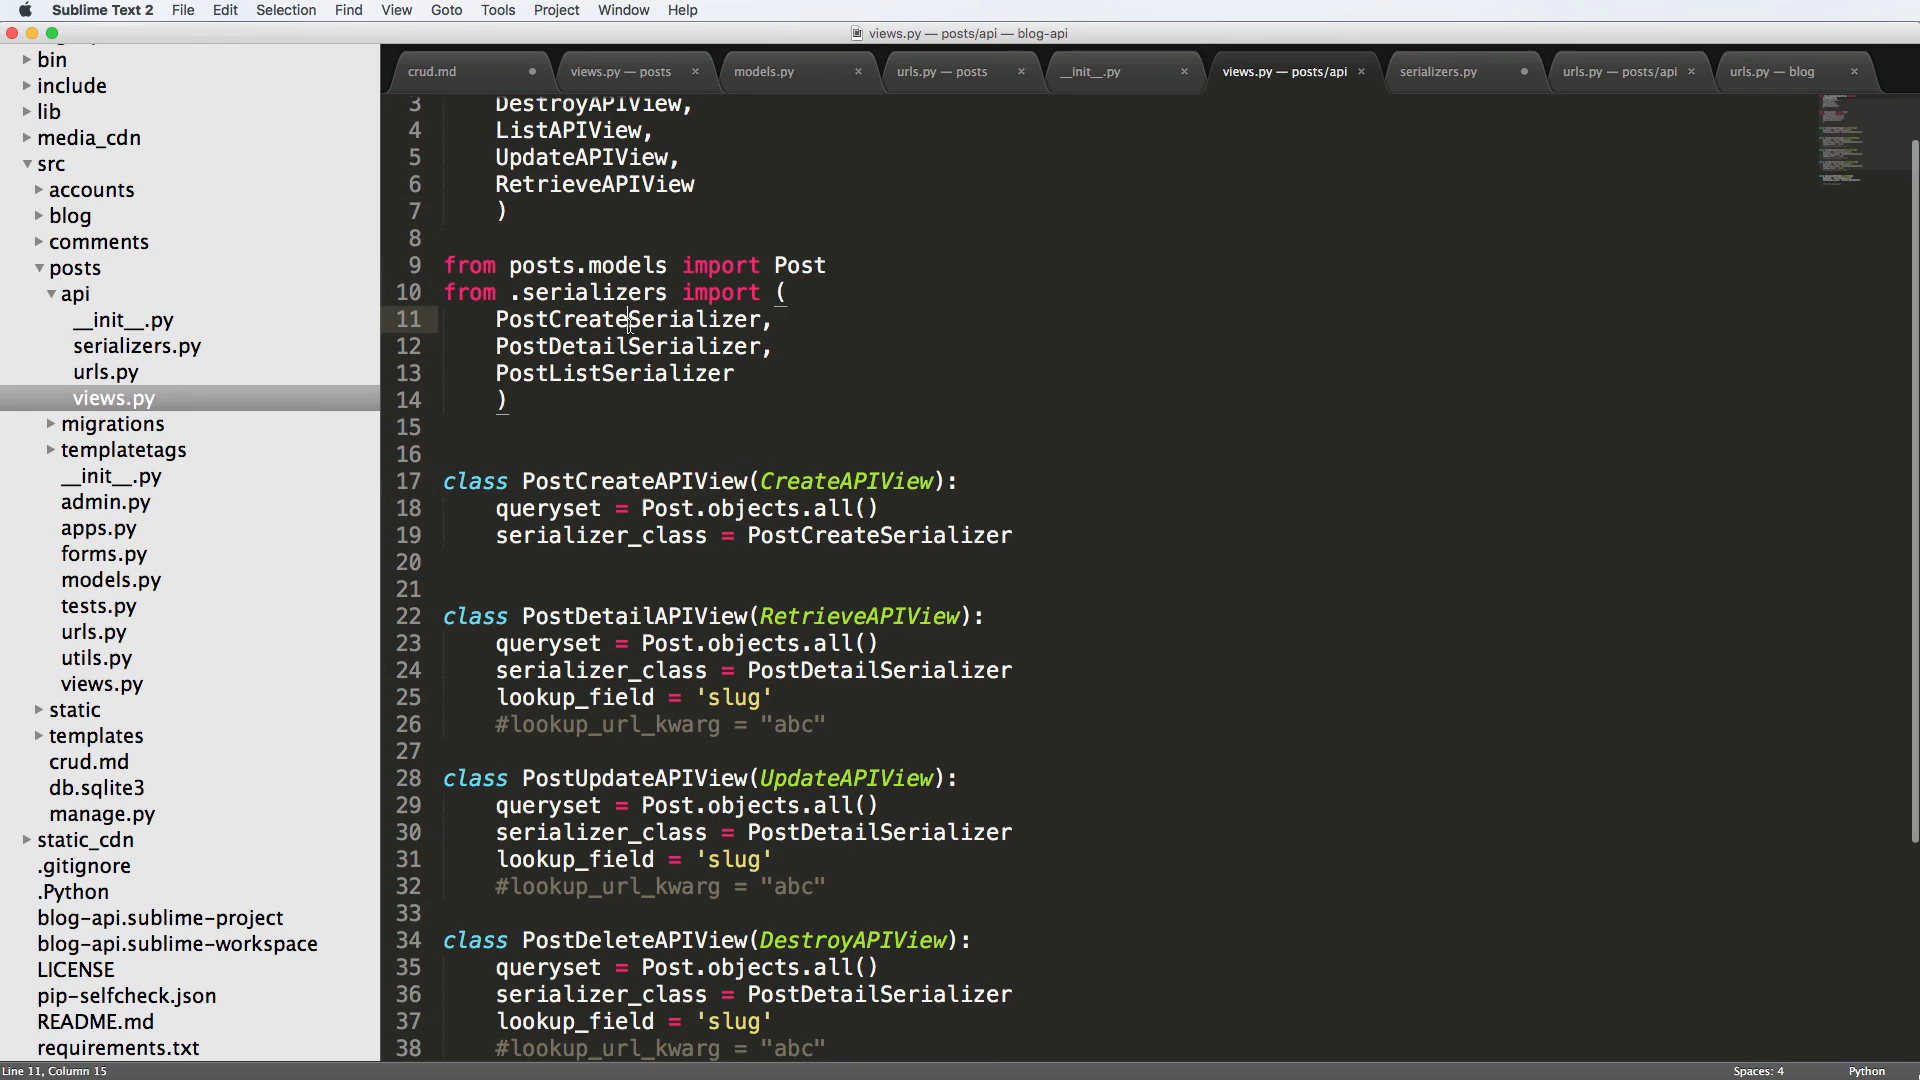 Sublime Text 2 File Edit Selection Find View Goto Tools Project Window Help
views.py — posts/api — blog-api
crud.md views.py — posts × models.py × urls.py — posts × __init__.py × views.py — posts/api × serializers.py urls.py — posts/api × urls.py — blog ×
bin
include
lib
media_cdn
src
accounts
blog
comments
posts
api
__init__.py
serializers.py
urls.py
views.py
migrations
templatetags
__init__.py
admin.py
apps.py
forms.py
models.py
tests.py
urls.py
utils.py
views.py
static
templates
crud.md
db.sqlite3
manage.py
static_cdn
.gitignore
.Python
blog-api.sublime-project
blog-api.sublime-workspace
LICENSE
pip-selfcheck.json
README.md
requirements.txt
3 DestroyAPIView,
4 ListAPIView,
5 UpdateAPIView,
6 RetrieveAPIView
7 )
8
9 from posts.models import Post
10 from .serializers import (
11 PostCreateSerializer,
12 PostDetailSerializer,
13 PostListSerializer
14 )
15
16
17 class PostCreateAPIView(CreateAPIView):
18 queryset = Post.objects.all()
19 serializer_class = PostCreateSerializer
20
21
22 class PostDetailAPIView(RetrieveAPIView):
23 queryset = Post.objects.all()
24 serializer_class = PostDetailSerializer
25 lookup_field = 'slug'
26 #lookup_url_kwarg = "abc"
27
28 class PostUpdateAPIView(UpdateAPIView):
29 queryset = Post.objects.all()
30 serializer_class = PostDetailSerializer
31 lookup_field = 'slug'
32 #lookup_url_kwarg = "abc"
33
34 class PostDeleteAPIView(DestroyAPIView):
35 queryset = Post.objects.all()
36 serializer_class = PostDetailSerializer
37 lookup_field = 'slug'
38 #lookup_url_kwarg = "abc"
Line 11, Column 15 Spaces: 4 Python